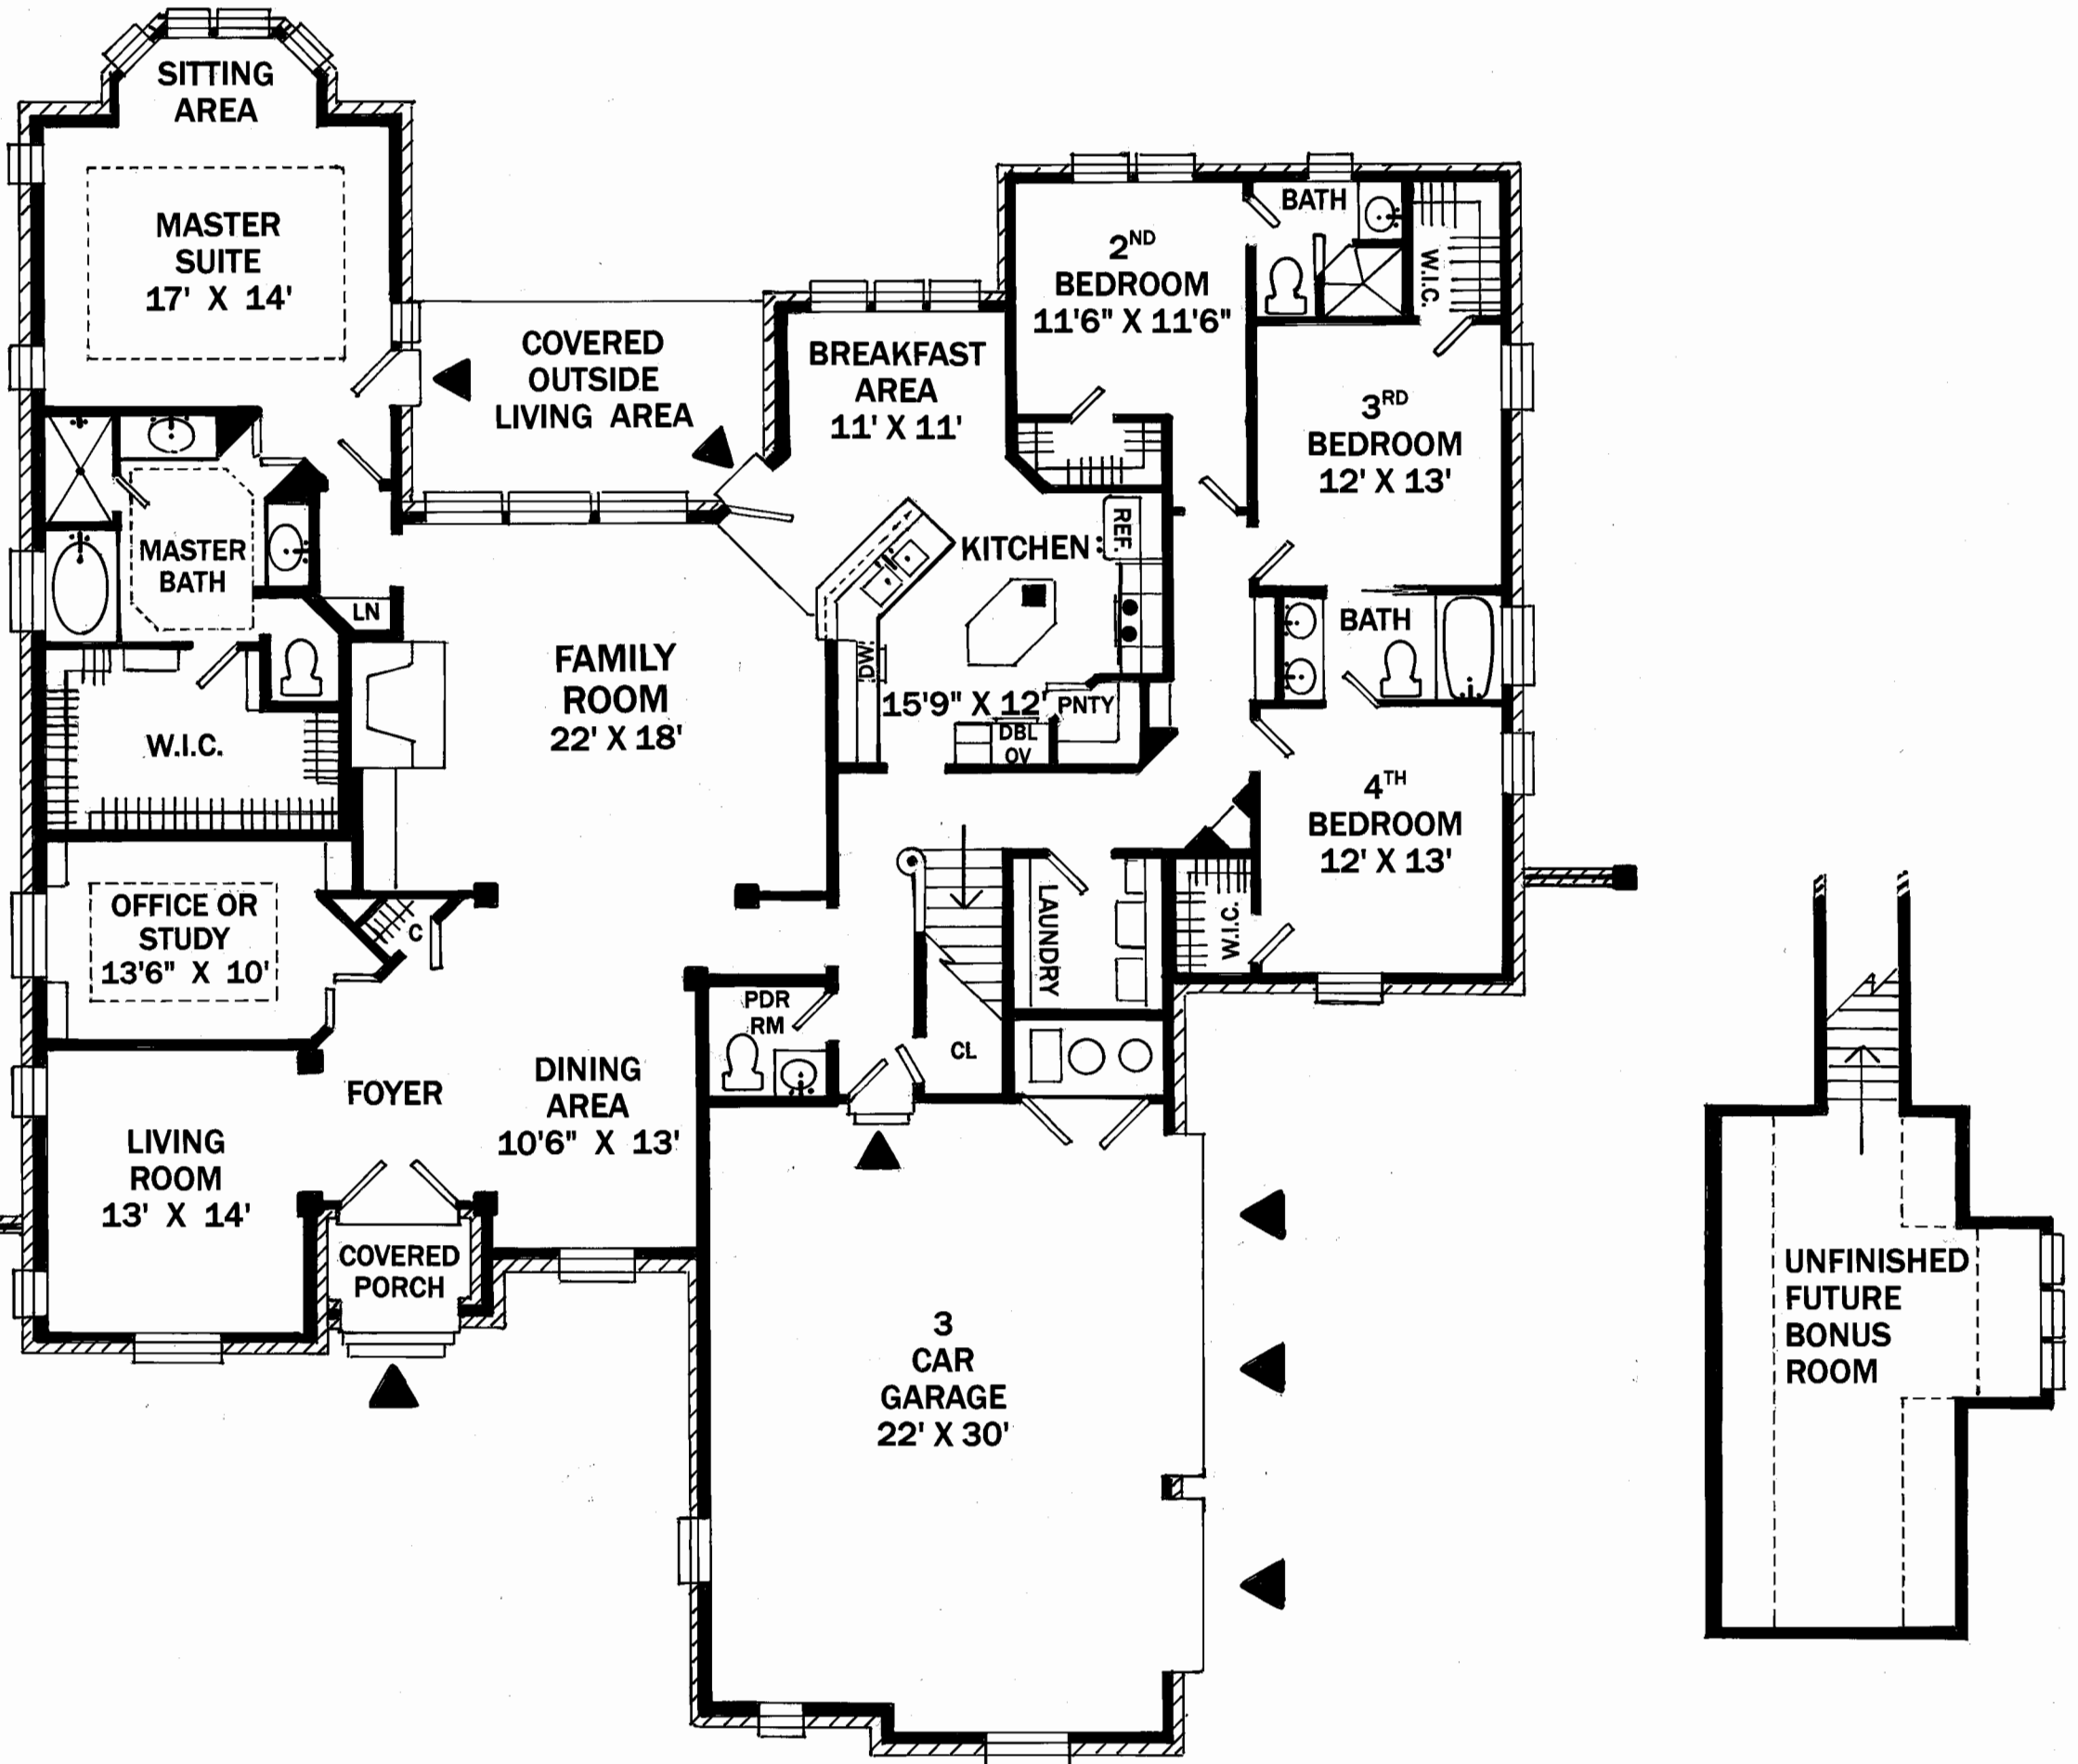 SITTING
AREA
MASTER
SUITE
17' X 14'
COVERED
OUTSIDE
LIVING AREA
BREAKFAST
AREA
11' X 11'
2ND
BEDROOM
11'6" X 11'6"
BATH
W.I.C.
3RD
BEDROOM
12' X 13'
MASTER
BATH
LN
KITCHEN
REF.
DW
15'9" X 12'
PNTY
DBL
OV
BATH
FAMILY
ROOM
22' X 18'
W.I.C.
4TH
BEDROOM
12' X 13'
OFFICE OR
STUDY
13'6" X 10'
C
LAUNDRY
W.I.C.
PDR
RM
CL
FOYER
DINING
AREA
10'6" X 13'
LIVING
ROOM
13' X 14'
COVERED
PORCH
3
CAR
GARAGE
22' X 30'
UNFINISHED
FUTURE
BONUS
ROOM